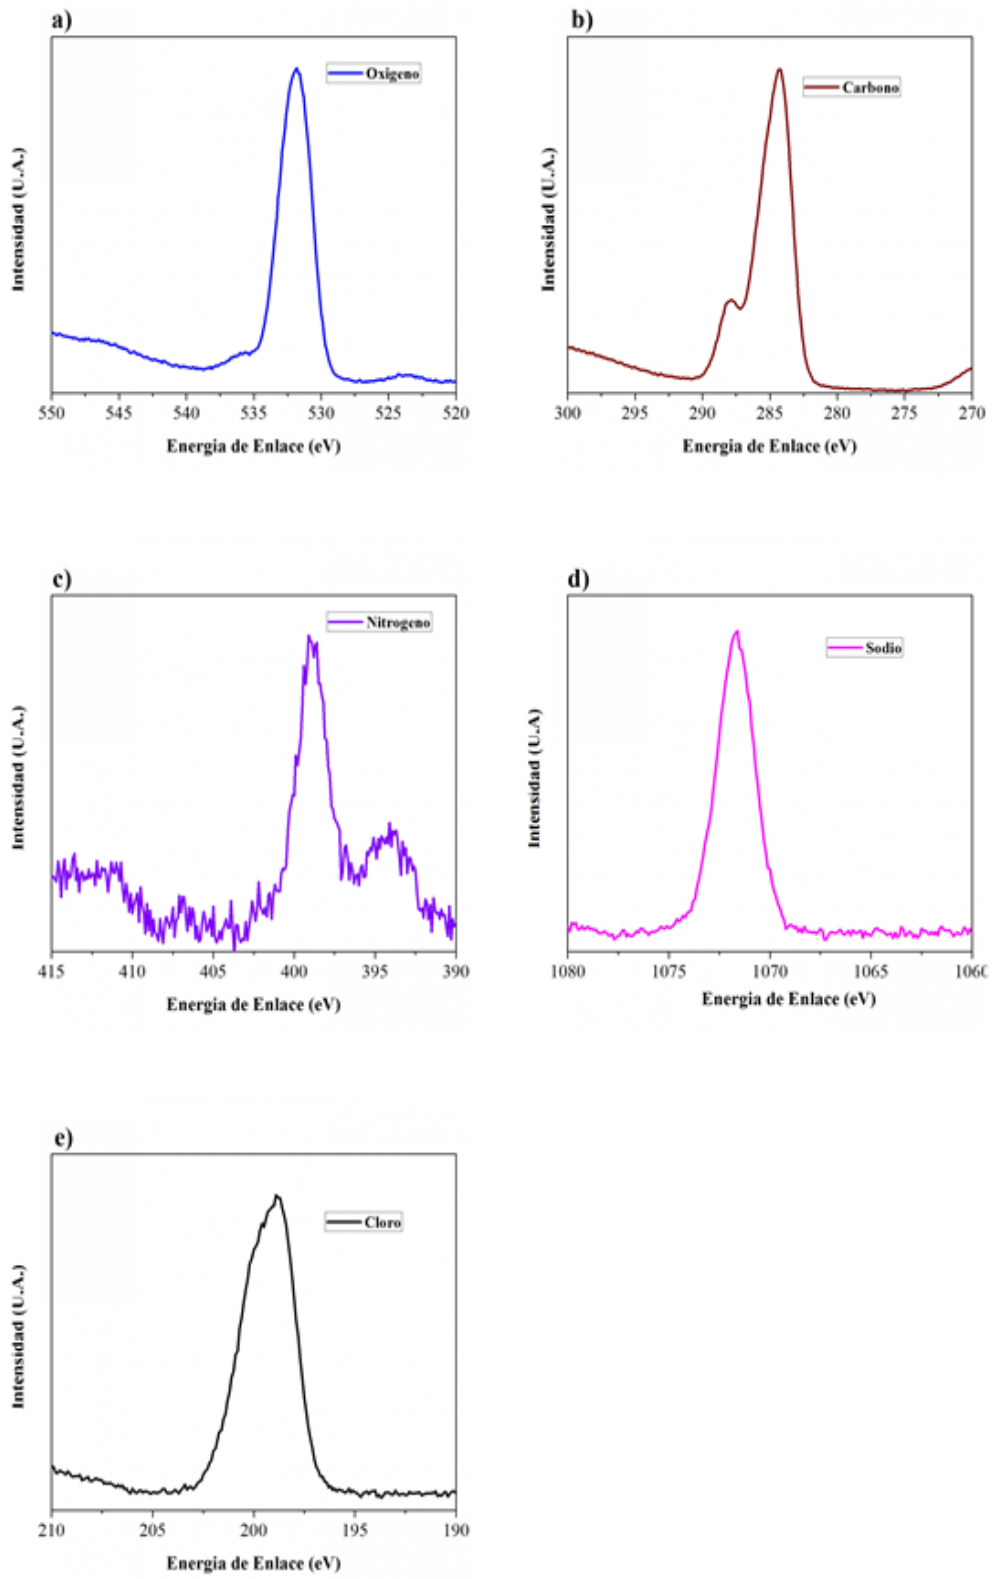 a)
Oxigeno
Intensidad (U.A.)
550 545 540 535 530 525 520
Energia de Enlace (eV)
b)
Carbono
Intensidad (U.A.)
300 295 290 285 280 275 270
Energia de Enlace (eV)
c)
Nitrogeno
Intensidad (U.A.)
415 410 405 400 395 390
Energia de Enlace (eV)
d)
Sodio
Intensidad (U.A)
1080 1075 1070 1065 1060
Energia de Enlace (eV)
e)
Cloro
Intensidad (U.A.)
210 205 200 195 190
Energia de Enlace (eV)